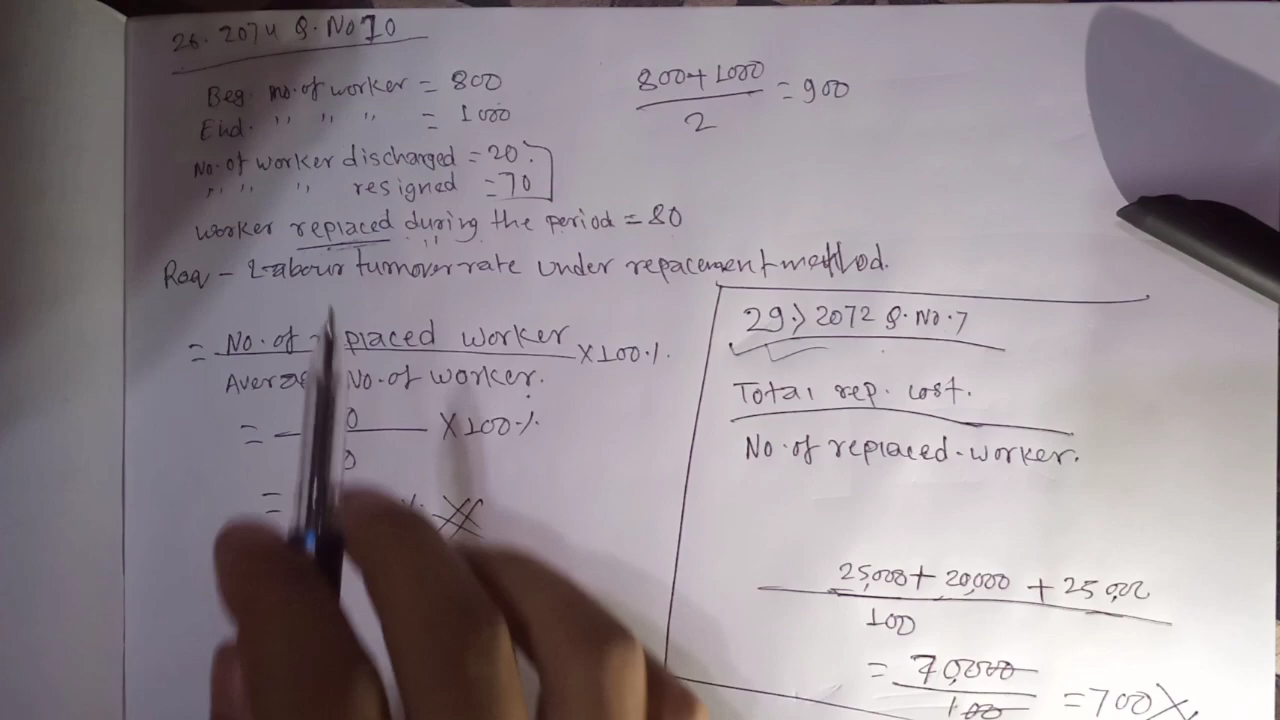 26. 2074 Q.No 10
Beg. no. of worker = 800
End. " " " = 1000
No. of worker discharged = 20
" " " resigned = 70
worker replaced during the period = 80
Req - Labour turnover rate under repacement method.
800 + 1000
2
= 900
= No. of placed worker × 100%
Average No. of worker.
= 0 × 100%
0
=
29.) 2072 Q.No.7
Total rep. cost.
No. of replaced worker.
25,000 + 20,000 + 25,000
100
= 70,000
100
= 700